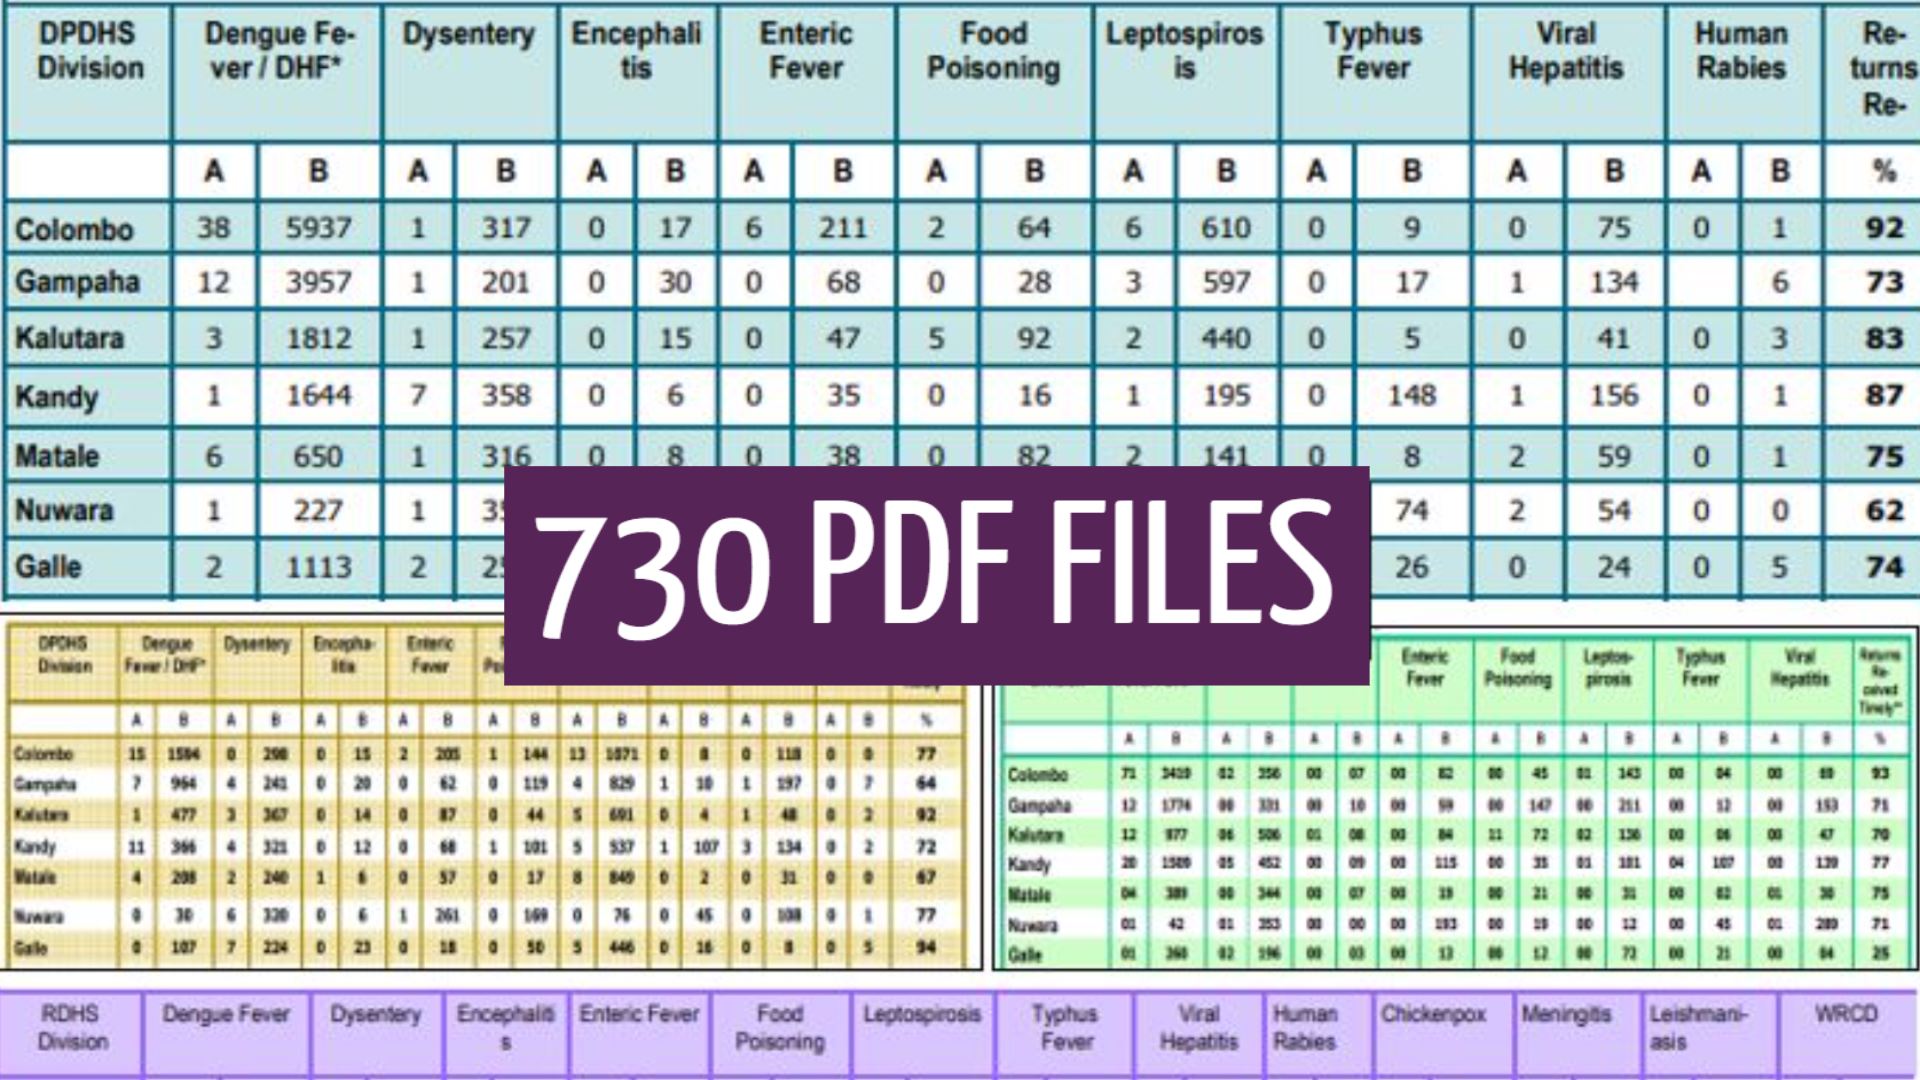 DPDHS Division Dengue Fe- ver / DHF* Dysentery Encephali tis Enteric Fever Food Poisoning Leptospiros is Typhus Fever Viral Hepatitis Human Rabies Re- turns Re-
A B A B A B A B A B A B A B A B A B %
Colombo 38 5937 1 317 0 17 6 211 2 64 6 610 0 9 0 75 0 1 92
Gampaha 12 3957 1 201 0 30 0 68 0 28 3 597 0 17 1 134 6 73
Kalutara 3 1812 1 257 0 15 0 47 5 92 2 440 0 5 0 41 0 3 83
Kandy 1 1644 7 358 0 6 0 35 0 16 1 195 0 148 1 156 0 1 87
Matale 6 650 1 316 0 8 0 38 0 82 2 141 0 8 2 59 0 1 75
Nuwara 1 227 1 74 2 54 0 0 62
Galle 2 1113 2 26 0 24 0 5 74
730 PDF FILES
DPDHS Division Dengue Fever / DHF* Dysentery Encepha- litis Enteric Fever
A B A B A B A B A B A B A B A B A B %
Colombo 15 1594 0 298 0 15 2 205 1 144 13 1071 0 8 0 118 0 0 77
Gampaha 7 964 4 241 0 20 0 62 0 119 4 829 1 10 1 197 0 7 64
Kalutara 1 477 3 367 0 14 0 87 0 44 5 691 0 4 1 48 0 2 92
Kandy 11 366 4 321 0 12 0 68 1 101 5 537 1 107 3 134 0 2 72
Matale 4 208 2 240 1 6 0 57 0 17 8 849 0 2 0 31 0 0 67
Nuwara 0 30 6 320 0 6 1 261 0 169 0 76 0 45 0 108 0 1 77
Galle 0 107 7 224 0 23 0 18 0 50 5 446 0 16 0 8 0 5 94
Enteric Fever Food Poisoning Leptos- pirosis Typhus Fever Viral Hepatitis Returns Re- ceived Timely**
A B A B A B A B A B A B A B A B %
Colombo 71 3419 02 356 00 07 00 82 00 45 01 143 00 04 00 69 93
Gampaha 12 1774 00 331 00 10 00 59 00 147 00 211 00 12 00 153 71
Kalutara 12 977 06 506 01 08 00 84 11 72 02 136 00 06 00 47 70
Kandy 20 1509 05 452 00 09 00 115 00 35 01 101 04 107 00 139 77
Matale 04 389 00 344 00 07 00 19 00 21 00 31 00 02 01 30 75
Nuwara 01 42 01 353 00 00 00 193 00 19 00 12 00 45 01 289 71
Galle 01 260 02 196 00 03 00 13 00 12 00 72 00 21 00 04 25
RDHS Division Dengue Fever Dysentery Encephaliti s Enteric Fever Food Poisoning Leptospirosis Typhus Fever Viral Hepatitis Human Rabies Chickenpox Meningitis Leishmani- asis WRCD